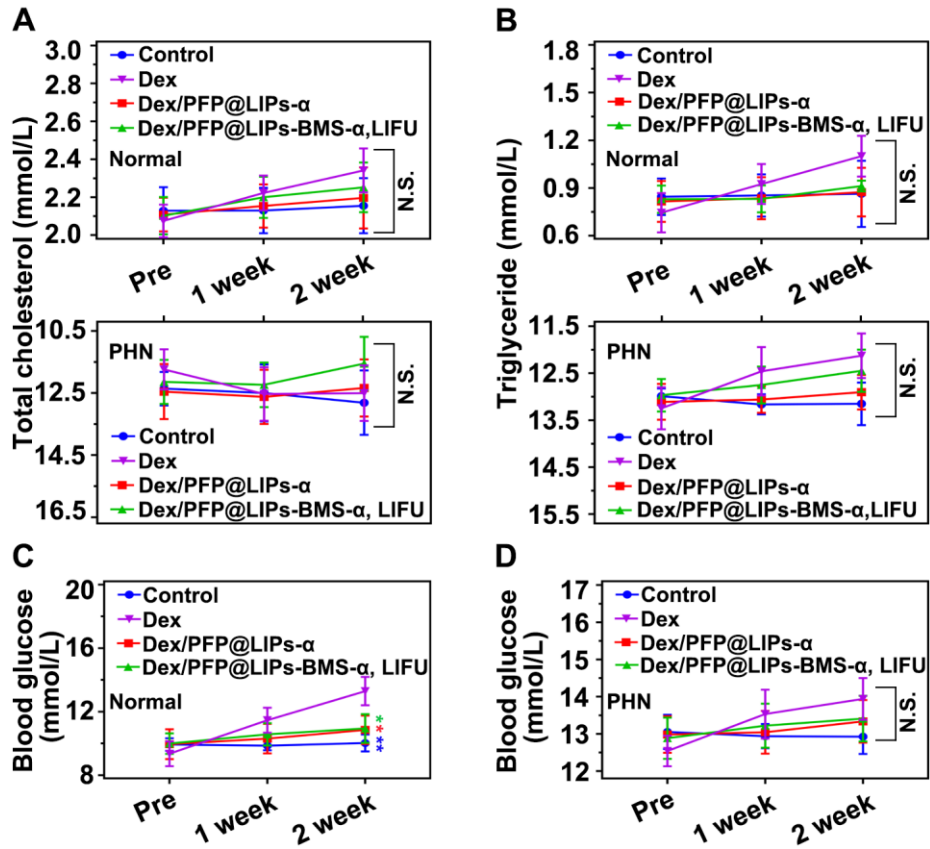 A
Total cholesterol (mmol/L)
3.0
2.8
2.6
2.4
2.2
2.0
Control
Dex
Dex/PFP@LIPs-α
Dex/PFP@LIPs-BMS-α,LIFU
Normal
N.S.
Pre
1 week
2 week
10.5
12.5
14.5
16.5
PHN
N.S.
Control
Dex
Dex/PFP@LIPs-α
Dex/PFP@LIPs-BMS-α, LIFU
B
Triglyceride (mmol/L)
1.8
1.5
1.2
0.9
0.6
Control
Dex
Dex/PFP@LIPs-α
Dex/PFP@LIPs-BMS-α, LIFU
Normal
N.S.
Pre
1 week
2 week
11.5
12.5
13.5
14.5
15.5
PHN
N.S.
Control
Dex
Dex/PFP@LIPs-α
Dex/PFP@LIPs-BMS-α,LIFU
C
Blood glucose
(mmol/L)
20
16
12
8
Control
Dex
Dex/PFP@LIPs-α
Dex/PFP@LIPs-BMS-α, LIFU
Normal
*
*
***
Pre
1 week
2 week
D
Blood glucose
(mmol/L)
17
16
15
14
13
12
Control
Dex
Dex/PFP@LIPs-α
Dex/PFP@LIPs-BMS-α, LIFU
PHN
N.S.
Pre
1 week
2 week